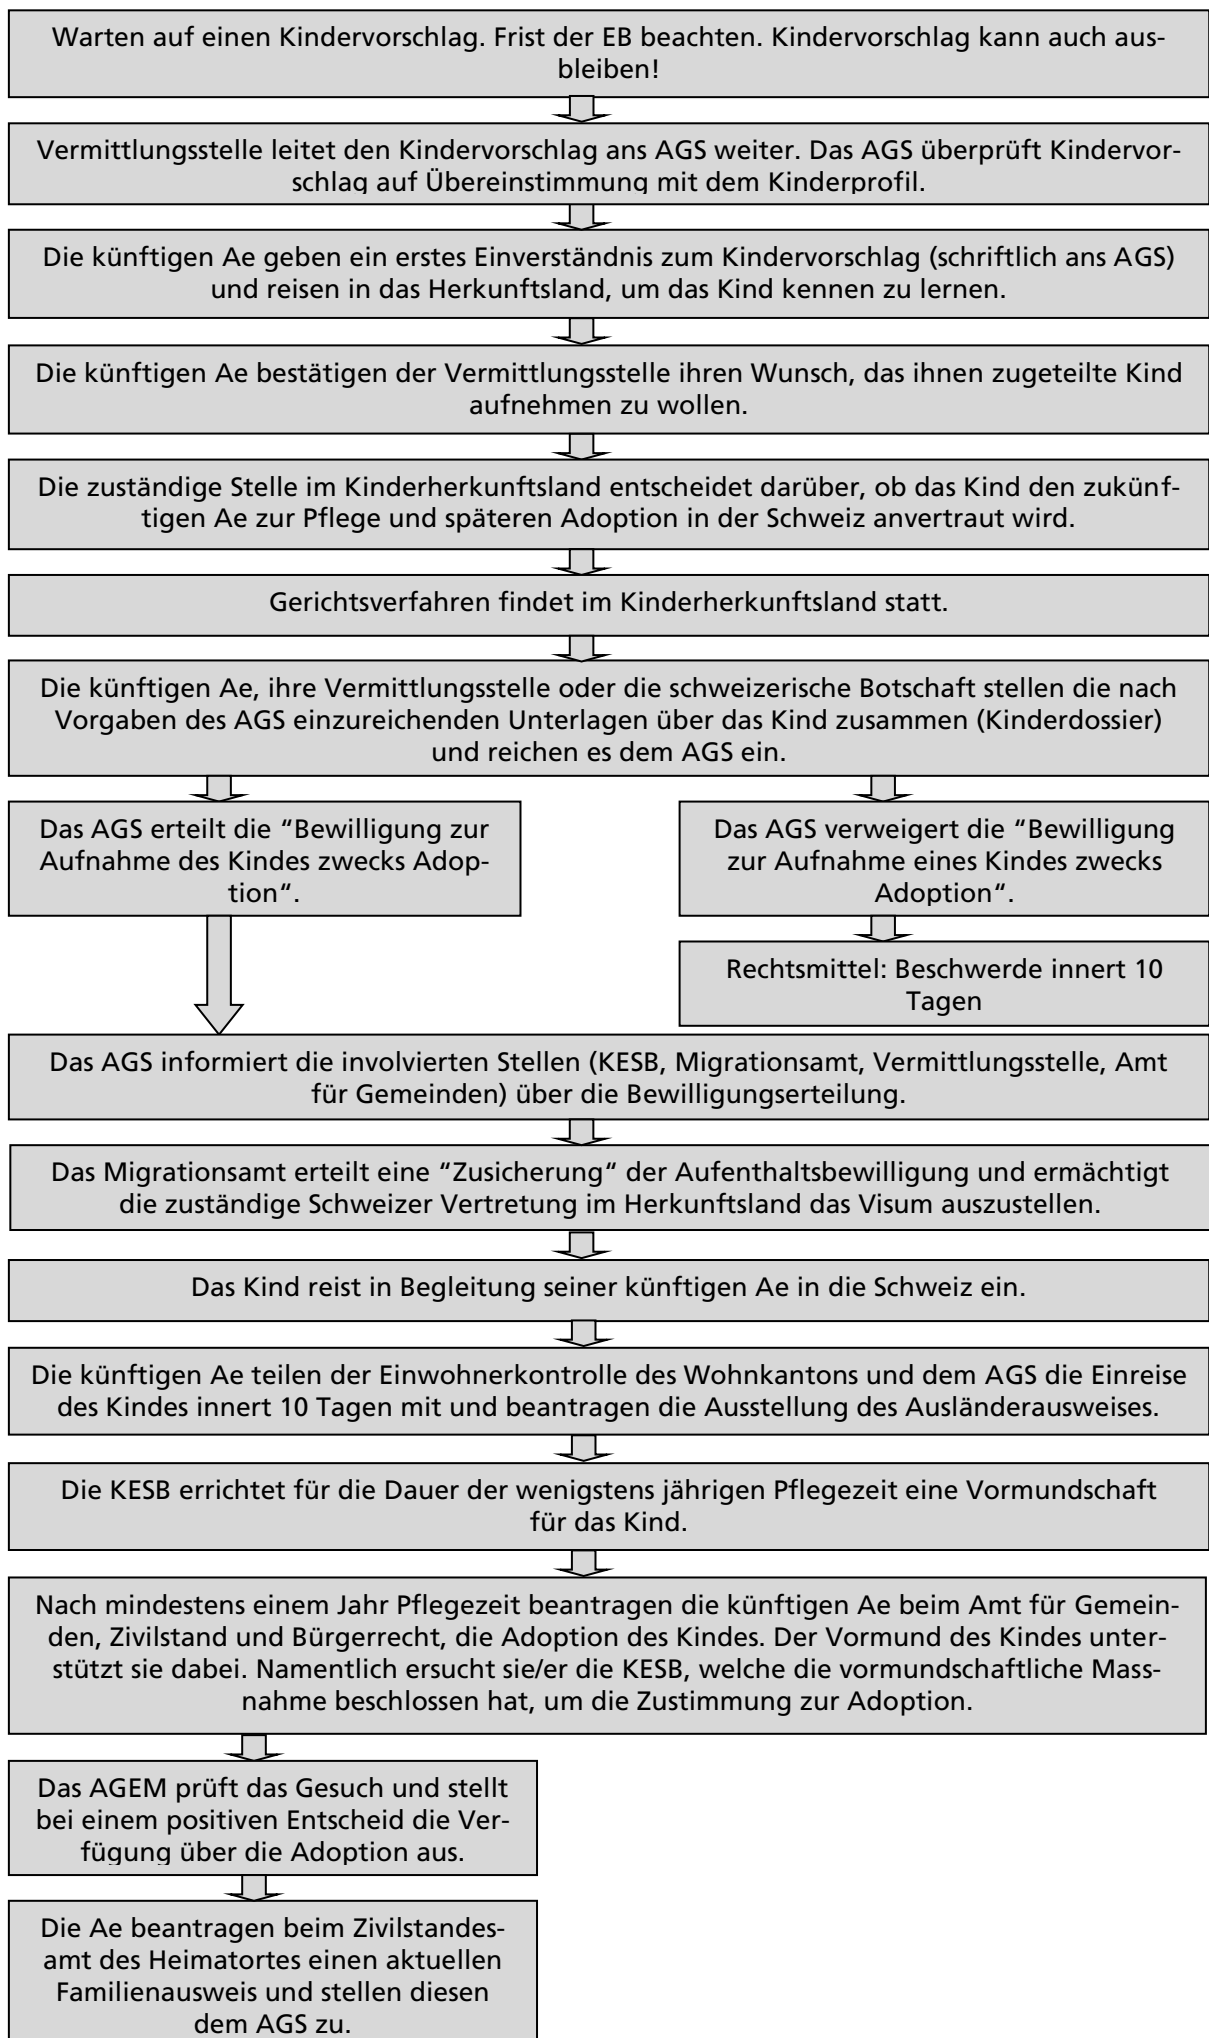 Warten auf einen Kindervorschlag. Frist der EB beachten. Kindervorschlag kann auch aus-
bleiben!
Vermittlungsstelle leitet den Kindervorschlag ans AGS weiter. Das AGS überprüft Kindervor-
schlag auf Übereinstimmung mit dem Kinderprofil.
Die künftigen Ae geben ein erstes Einverständnis zum Kindervorschlag (schriftlich ans AGS)
und reisen in das Herkunftsland, um das Kind kennen zu lernen.
Die künftigen Ae bestätigen der Vermittlungsstelle ihren Wunsch, das ihnen zugeteilte Kind
aufnehmen zu wollen.
Die zuständige Stelle im Kinderherkunftsland entscheidet darüber, ob das Kind den zukünf-
tigen Ae zur Pflege und späteren Adoption in der Schweiz anvertraut wird.
Gerichtsverfahren findet im Kinderherkunftsland statt.
Die künftigen Ae, ihre Vermittlungsstelle oder die schweizerische Botschaft stellen die nach
Vorgaben des AGS einzureichenden Unterlagen über das Kind zusammen (Kinderdossier)
und reichen es dem AGS ein.
Das AGS erteilt die “Bewilligung zur
Aufnahme des Kindes zwecks Adop-
tion“.
Das AGS verweigert die “Bewilligung
zur Aufnahme eines Kindes zwecks
Adoption“.
Rechtsmittel: Beschwerde innert 10
Tagen
Das AGS informiert die involvierten Stellen (KESB, Migrationsamt, Vermittlungsstelle, Amt
für Gemeinden) über die Bewilligungserteilung.
Das Migrationsamt erteilt eine “Zusicherung“ der Aufenthaltsbewilligung und ermächtigt
die zuständige Schweizer Vertretung im Herkunftsland das Visum auszustellen.
Das Kind reist in Begleitung seiner künftigen Ae in die Schweiz ein.
Die künftigen Ae teilen der Einwohnerkontrolle des Wohnkantons und dem AGS die Einreise
des Kindes innert 10 Tagen mit und beantragen die Ausstellung des Ausländerausweises.
Die KESB errichtet für die Dauer der wenigstens jährigen Pflegezeit eine Vormundschaft
für das Kind.
Nach mindestens einem Jahr Pflegezeit beantragen die künftigen Ae beim Amt für Gemein-
den, Zivilstand und Bürgerrecht, die Adoption des Kindes. Der Vormund des Kindes unter-
stützt sie dabei. Namentlich ersucht sie/er die KESB, welche die vormundschaftliche Mass-
nahme beschlossen hat, um die Zustimmung zur Adoption.
Das AGEM prüft das Gesuch und stellt
bei einem positiven Entscheid die Ver-
fügung über die Adoption aus.
Die Ae beantragen beim Zivilstandes-
amt des Heimatortes einen aktuellen
Familienausweis und stellen diesen
dem AGS zu.